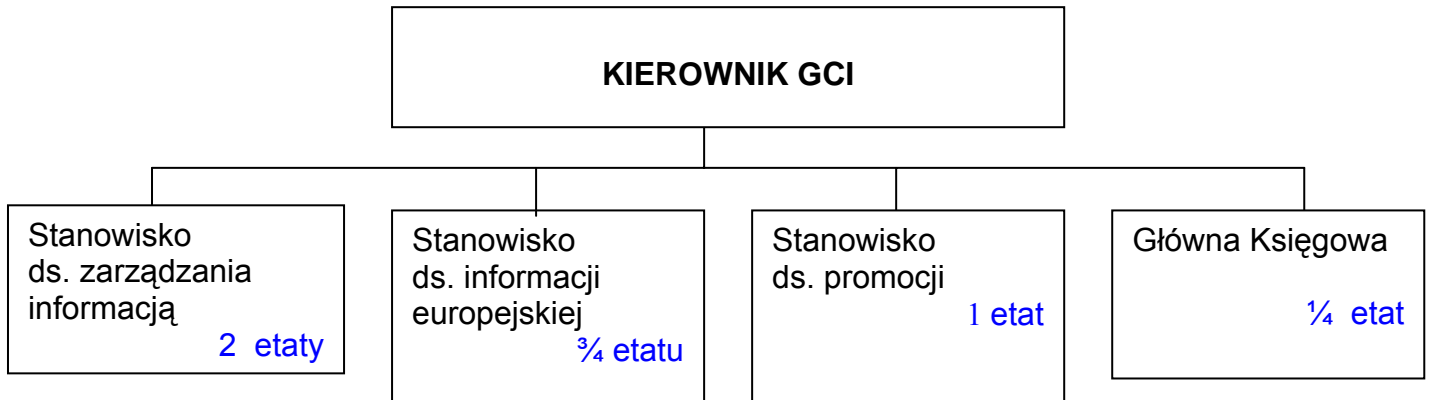 KIEROWNIK GCI
Stanowisko
ds. zarządzania
informacją
2 etaty
Stanowisko
ds. informacji
europejskiej
¾ etatu
Stanowisko
ds. promocji
1 etat
Główna Księgowa
¼ etat